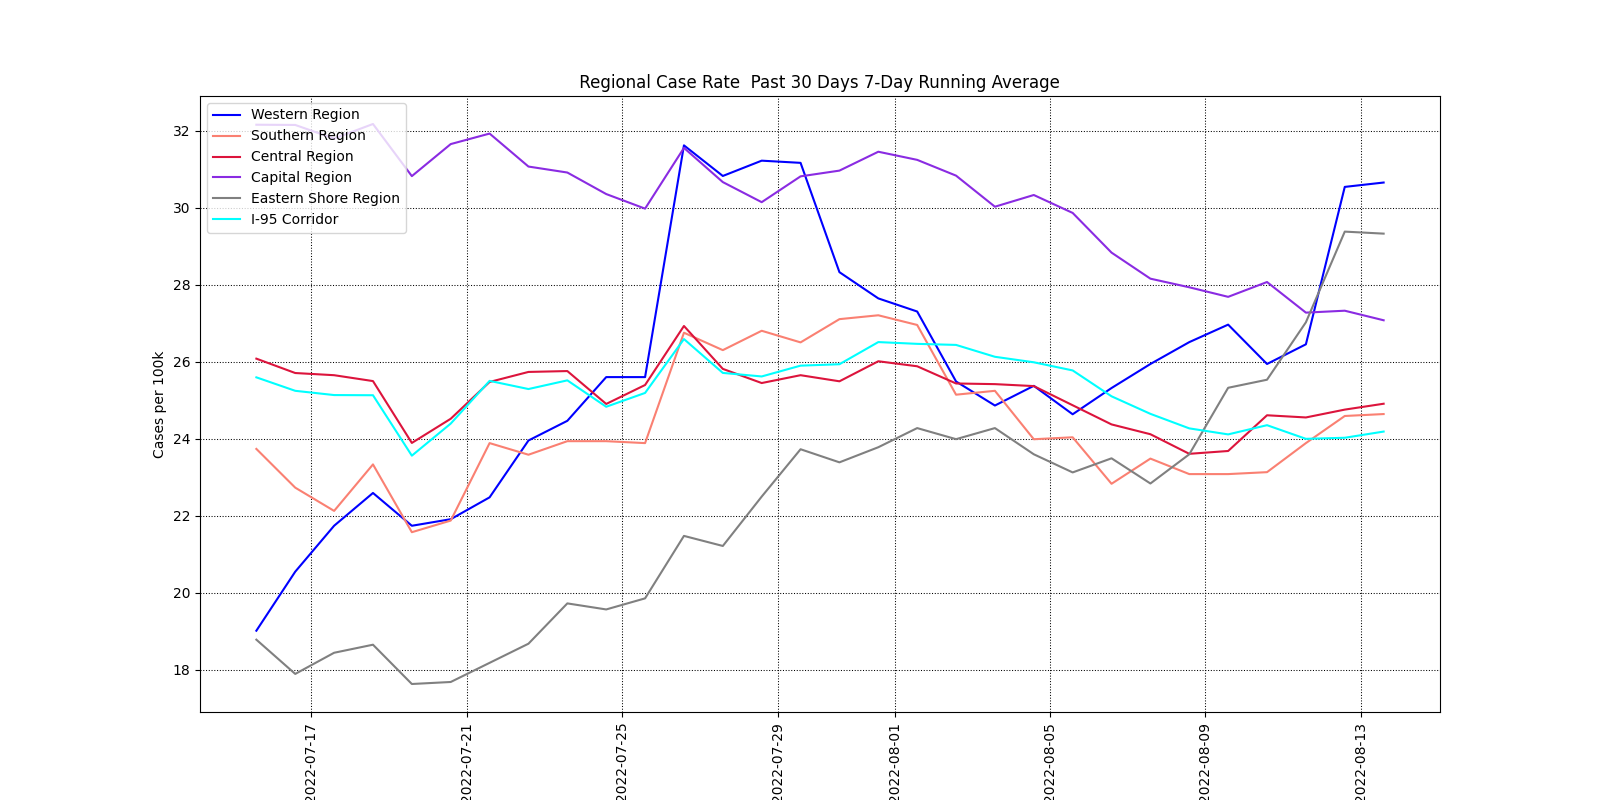 Regional Case Rate  Past 30 Days 7-Day Running Average
Western Region
Southern Region
Central Region
Capital Region
Eastern Shore Region
I-95 Corridor
Cases per 100k
32
30
28
26
24
22
20
18
2022-07-17
2022-07-21
2022-07-25
2022-07-29
2022-08-01
2022-08-05
2022-08-09
2022-08-13